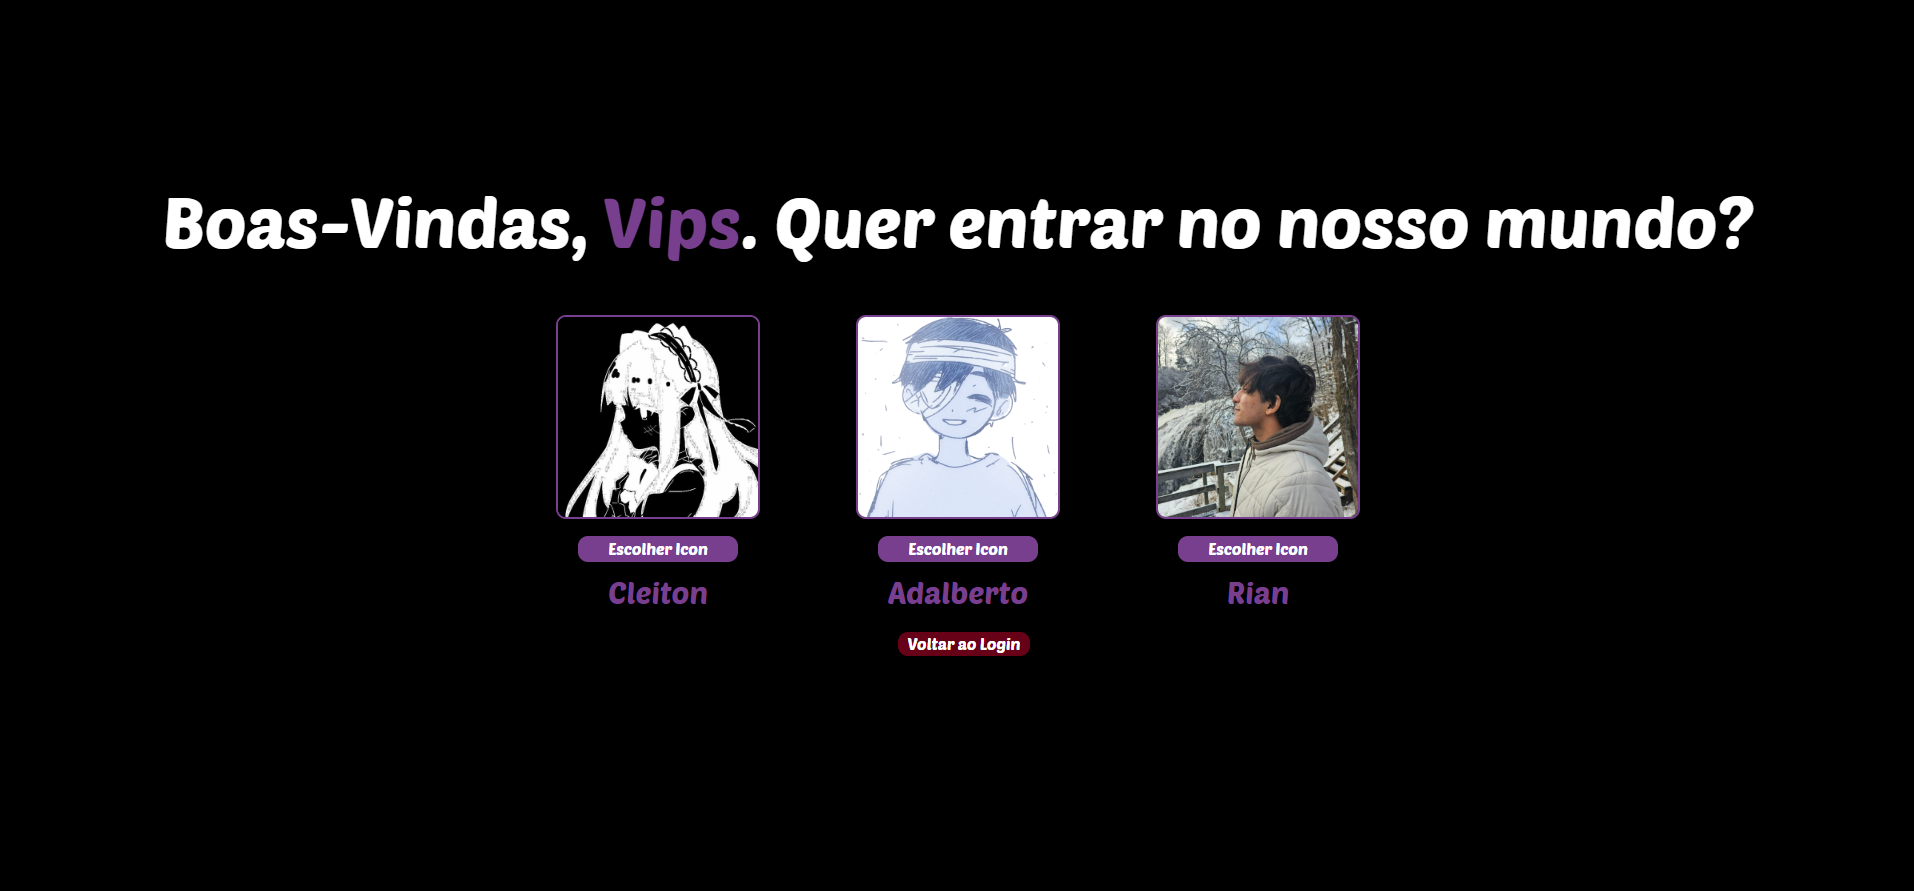 Boas-Vindas, Vips. Quer entrar no nosso mundo?
Escolher Icon
Escolher Icon
Escolher Icon
Cleiton
Adalberto
Rian
Voltar ao Login